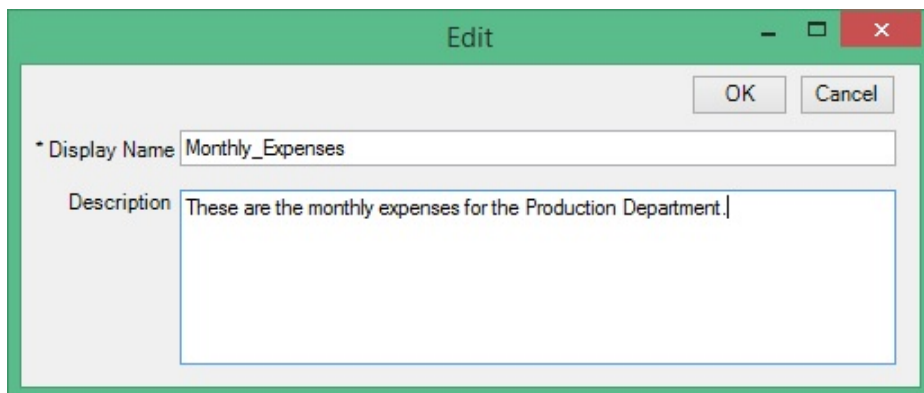 Edit
OK Cancel
* Display Name Monthly_Expenses
Description These are the monthly expenses for the Production Department.